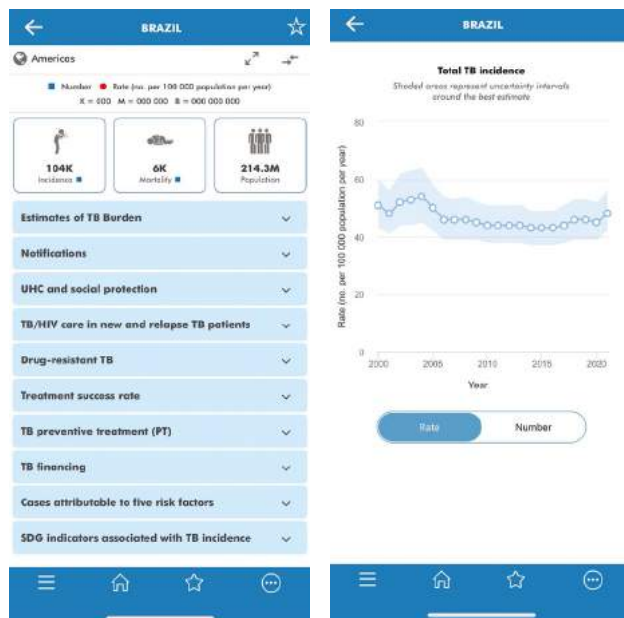 BRAZIL
Americas
Number Rate (no. per 100 000 population per year)
K = 000 M = 000 000 B = 000 000 000
104K
Incidence
6K
Mortality
214.3M
Population
Estimates of TB Burden
Notifications
UHC and social protection
TB/HIV care in new and relapse TB patients
Drug-resistant TB
Treatment success rate
TB preventive treatment (PT)
TB financing
Cases attributable to five risk factors
SDG indicators associated with TB incidence
BRAZIL
Total TB incidence
Shaded areas represent uncertainty intervals
around the best estimate
Rate (no. per 100 000 population per year)
80
60
40
20
0
2000 2005 2010 2015 2020
Year
Rate Number